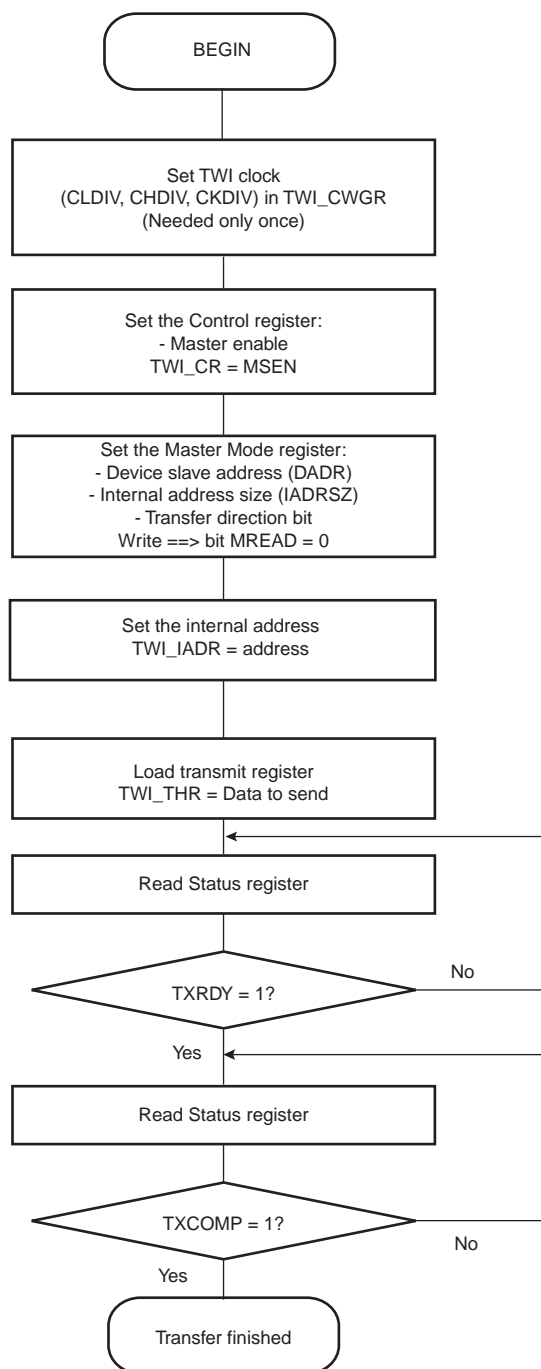 BEGIN
Set TWI clock
(CLDIV, CHDIV, CKDIV) in TWI_CWGR
(Needed only once)
Set the Control register:
- Master enable
TWI_CR = MSEN
Set the Master Mode register:
- Device slave address (DADR)
- Internal address size (IADRSZ)
- Transfer direction bit
Write ==> bit MREAD = 0
Set the internal address
TWI_IADR = address
Load transmit register
TWI_THR = Data to send
Read Status register
TXRDY = 1?
No
Yes
Read Status register
TXCOMP = 1?
No
Yes
Transfer finished